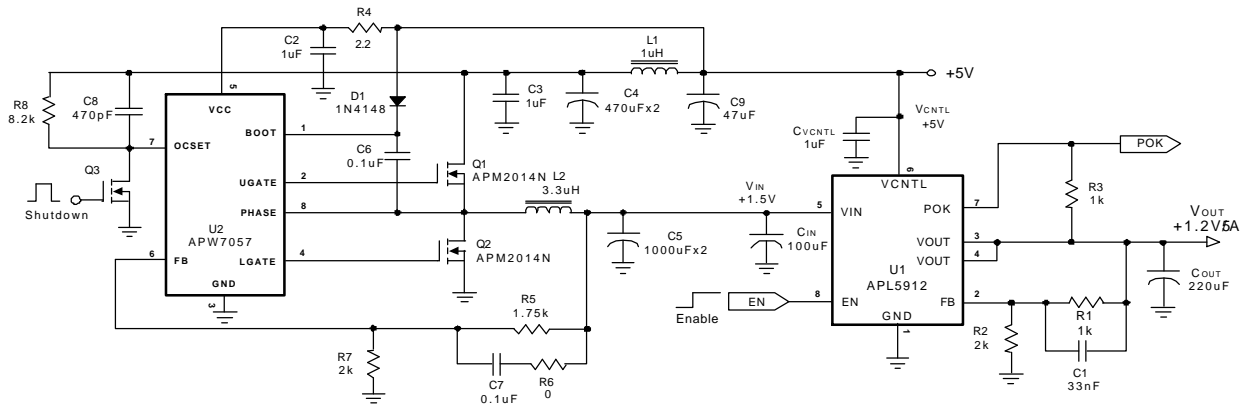 R4
2.2
C2
1uF
L1
1uH
+5V
R8
8.2k
C8
470pF
5
VCC
D1
1N4148
C3
1uF
C4
470uFx2
C9
47uF
VCNTL
+5V
CVCNTL
1uF
7
OCSET
BOOT
1
C6
0.1uF
Q3
Shutdown
UGATE
2
Q1
APM2014N
L2
3.3uH
PHASE
8
U2
APW7057
6
FB
LGATE
4
Q2
APM2014N
GND
3
C5
1000uFx2
VIN
+1.5V
CIN
100uF
6
VCNTL
5
VIN
POK
7
POK
R3
1k
VOUT
3
VOUT
4
U1
APL5912
VOUT
+1.2V/5A
COUT
220uF
Enable
EN
8
EN
FB
2
GND
1
R2
2k
R1
1k
C1
33nF
R5
1.75k
R7
2k
C7
0.1uF
R6
0